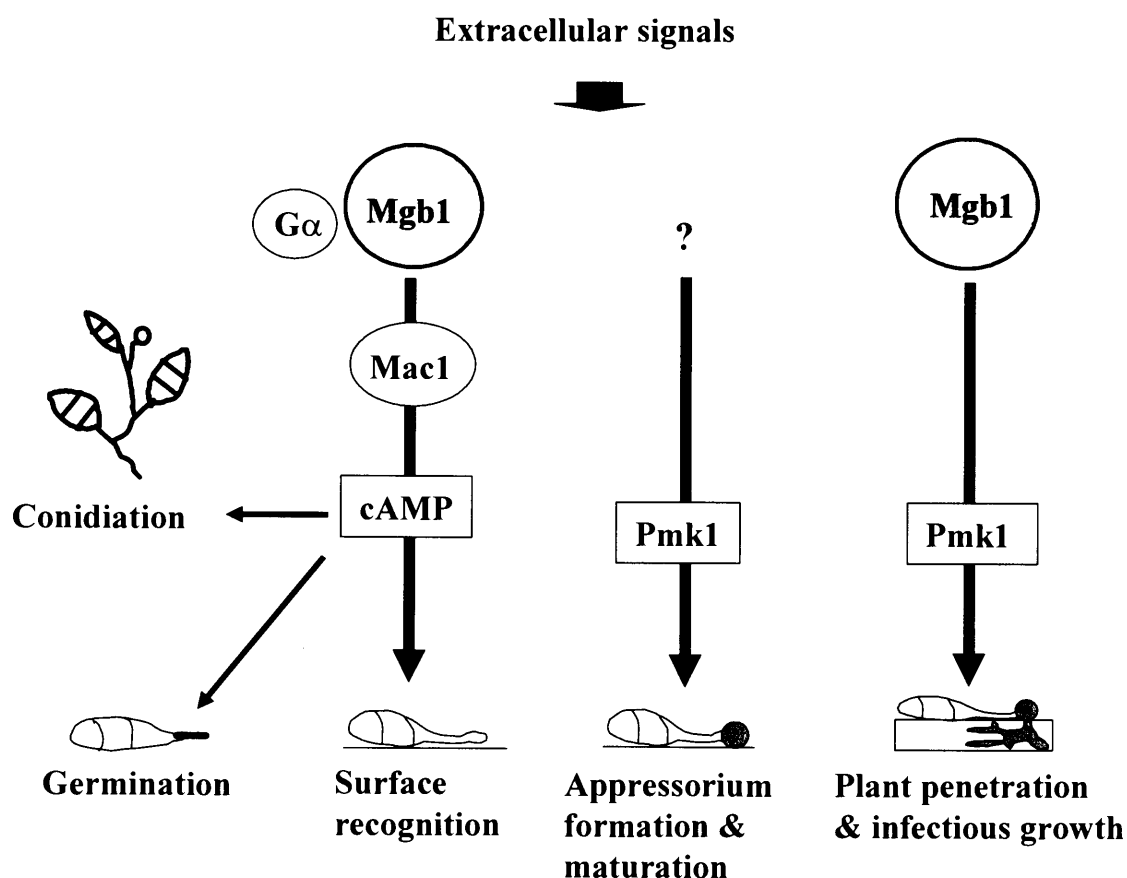 Extracellular signals
Gα
Mgb1
Mgb1
?
Mac1
cAMP
Pmk1
Pmk1
Conidiation
Germination
Surface
recognition
Appressorium
formation &
maturation
Plant penetration
& infectious growth